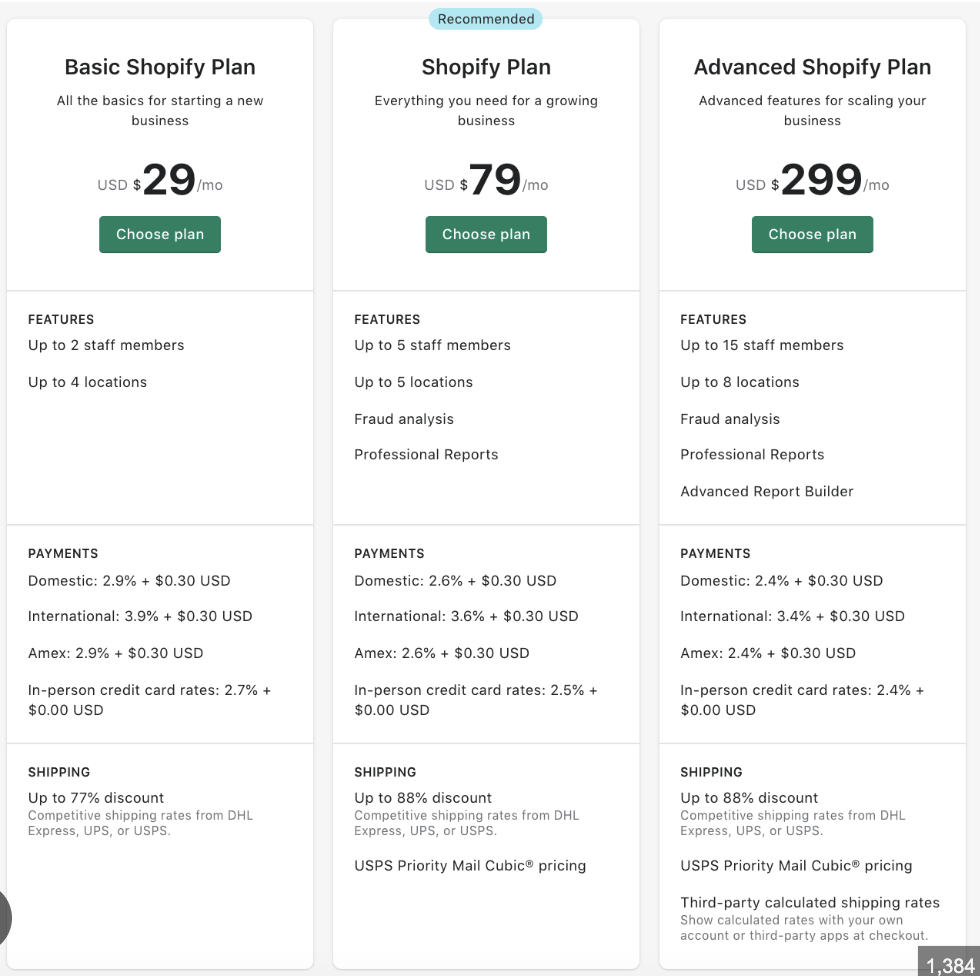 Recommended
Basic Shopify Plan
All the basics for starting a new
business
USD $29/mo
Choose plan
FEATURES
Up to 2 staff members
Up to 4 locations
PAYMENTS
Domestic: 2.9% + $0.30 USD
International: 3.9% + $0.30 USD
Amex: 2.9% + $0.30 USD
In-person credit card rates: 2.7% +
$0.00 USD
SHIPPING
Up to 77% discount
Competitive shipping rates from DHL
Express, UPS, or USPS.
Shopify Plan
Everything you need for a growing
business
USD $79/mo
Choose plan
FEATURES
Up to 5 staff members
Up to 5 locations
Fraud analysis
Professional Reports
PAYMENTS
Domestic: 2.6% + $0.30 USD
International: 3.6% + $0.30 USD
Amex: 2.6% + $0.30 USD
In-person credit card rates: 2.5% +
$0.00 USD
SHIPPING
Up to 88% discount
Competitive shipping rates from DHL
Express, UPS, or USPS.
USPS Priority Mail Cubic® pricing
Advanced Shopify Plan
Advanced features for scaling your
business
USD $299/mo
Choose plan
FEATURES
Up to 15 staff members
Up to 8 locations
Fraud analysis
Professional Reports
Advanced Report Builder
PAYMENTS
Domestic: 2.4% + $0.30 USD
International: 3.4% + $0.30 USD
Amex: 2.4% + $0.30 USD
In-person credit card rates: 2.4% +
$0.00 USD
SHIPPING
Up to 88% discount
Competitive shipping rates from DHL
Express, UPS, or USPS.
USPS Priority Mail Cubic® pricing
Third-party calculated shipping rates
Show calculated rates with your own
account or third-party apps at checkout.
1,384